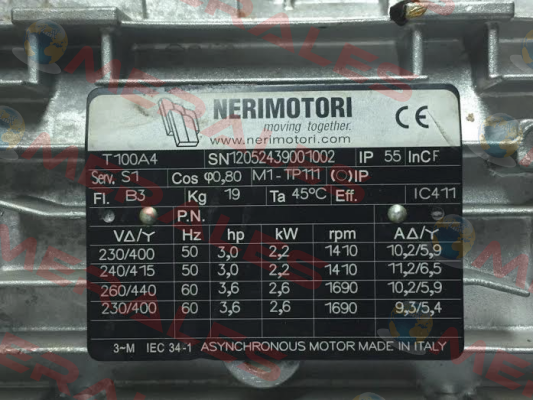 NERIMOTORI
moving together.
www.nerimotori.com
CE
T100A4 SN12052439001002 IP 55 InCF
Serv. S1 Cos φ0,80 M1-TP111 (O)IP
Fl. B3 Kg 19 Ta 45°C Eff. IC411
P.N.
VΔ/Y Hz hp kW rpm AΔ/Y
230/400 50 3,0 2,2 1410 10,2/5,9
240/415 50 3,0 2,2 1410 11,2/6,5
260/440 60 3,6 2,6 1690 10,2/5,9
230/400 60 3,6 2,6 1690 9,3/5,4
3~M IEC 34-1 ASYNCHRONOUS MOTOR MADE IN ITALY